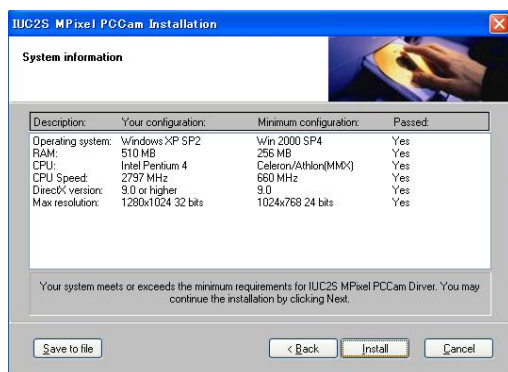 IUC2S MPixel PCCam Installation
System information
Description: Your configuration: Minimum configuration: Passed:
Operating system: Windows XP SP2 Win 2000 SP4 Yes
RAM: 510 MB 256 MB Yes
CPU: Intel Pentium 4 Celeron/Athlon(MMX) Yes
CPU Speed: 2797 MHz 660 MHz Yes
DirectX version: 9.0 or higher 9.0 Yes
Max resolution: 1280x1024 32 bits 1024x768 24 bits Yes
Your system meets or exceeds the minimum requirements for IUC2S MPixel PCCam Dirver. You may
continue the installation by clicking Next.
Save to file < Back Install Cancel